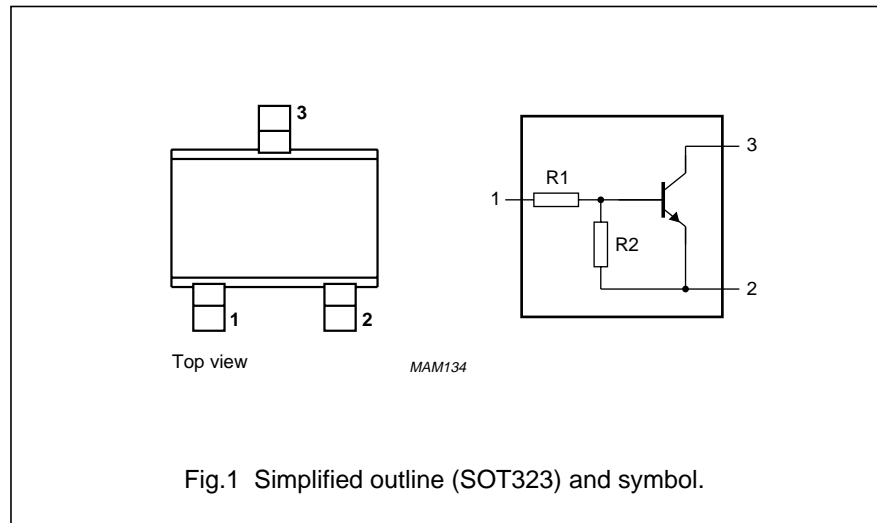 3
1
2
Top view
MAM134
1
R1
R2
3
2
Fig.1 Simplified outline (SOT323) and symbol.